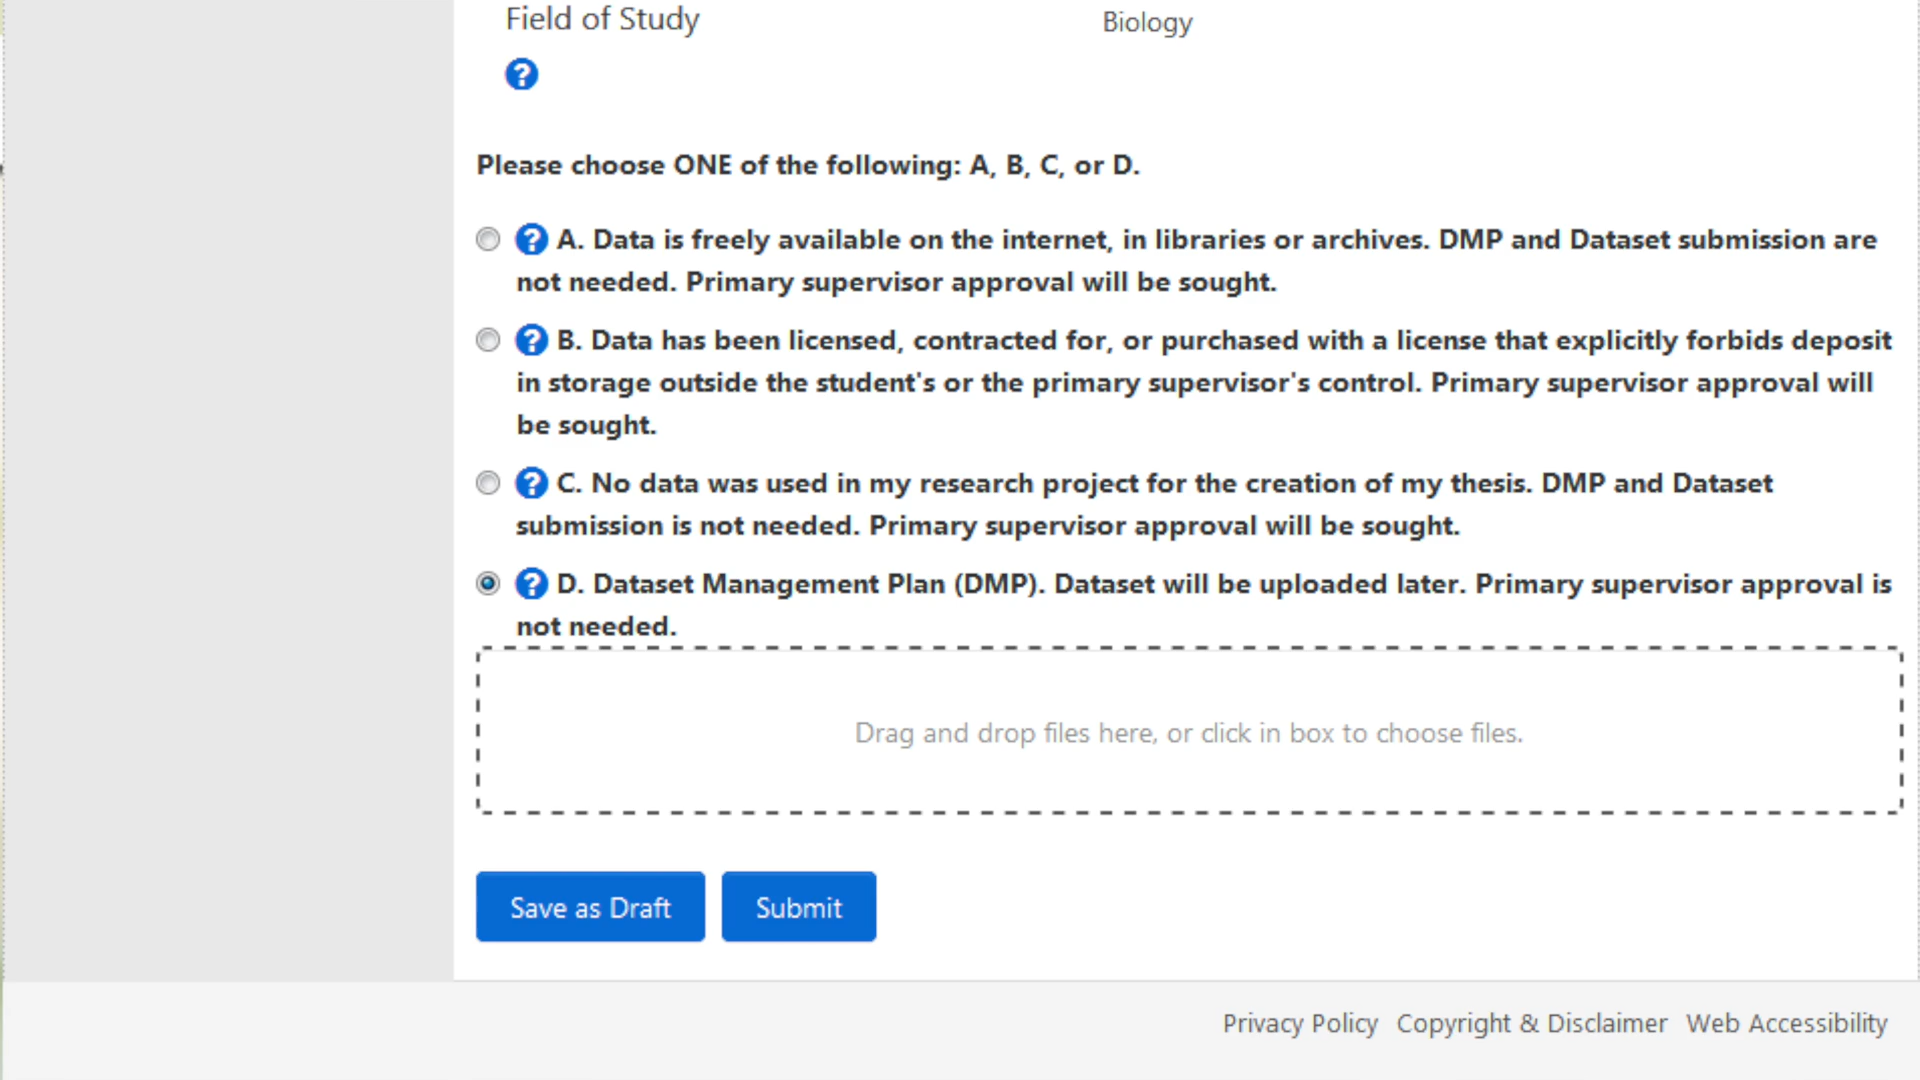 Field of Study
Biology
Please choose ONE of the following: A, B, C, or D.
A. Data is freely available on the internet, in libraries or archives. DMP and Dataset submission are
not needed. Primary supervisor approval will be sought.
B. Data has been licensed, contracted for, or purchased with a license that explicitly forbids deposit
in storage outside the student's or the primary supervisor's control. Primary supervisor approval will
be sought.
C. No data was used in my research project for the creation of my thesis. DMP and Dataset
submission is not needed. Primary supervisor approval will be sought.
D. Dataset Management Plan (DMP). Dataset will be uploaded later. Primary supervisor approval is
not needed.
Drag and drop files here, or click in box to choose files.
Save as Draft
Submit
Privacy Policy Copyright & Disclaimer Web Accessibility